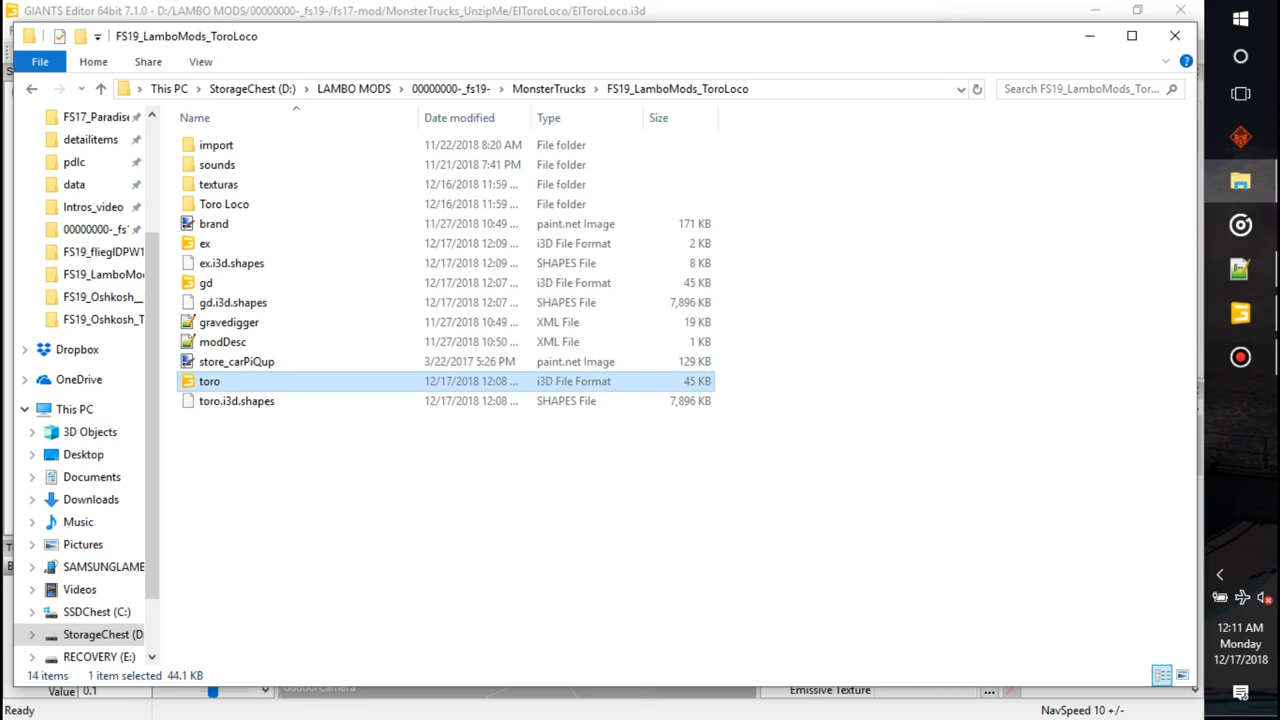 GIANTS Editor 64bit 7.1.0 - D:/LAMBO MODS/00000000-_fs19-/fs17-mod/MonsterTrucks_UnzipMe/ElToroLoco/ElToroLoco.i3d
FS19_LamboMods_ToroLoco
File Home Share View
This PC StorageChest (D:) LAMBO MODS 00000000-_fs19- MonsterTrucks FS19_LamboMods_ToroLoco Search FS19_LamboMods_Tor...
Name Date modified Type Size
FS17_Paradise
detailitems
pdlc
data
Intros_video
00000000-_fs1
FS19_fliegIDPW1
FS19_LamboMo
FS19_Oshkosh_
FS19_Oshkosh_T
Dropbox
OneDrive
This PC
3D Objects
Desktop
Documents
Downloads
Music
Pictures
SAMSUNGLAMB
Videos
SSDChest (C:)
StorageChest (D
RECOVERY (E:)
import 11/22/2018 8:20 AM File folder
sounds 11/21/2018 7:41 PM File folder
texturas 12/16/2018 11:59 ... File folder
Toro Loco 12/16/2018 11:59 ... File folder
brand 11/27/2018 10:49 ... paint.net Image 171 KB
ex 12/17/2018 12:09 ... i3D File Format 2 KB
ex.i3d.shapes 12/17/2018 12:09 ... SHAPES File 8 KB
gd 12/17/2018 12:07 ... i3D File Format 45 KB
gd.i3d.shapes 12/17/2018 12:07 ... SHAPES File 7,896 KB
gravedigger 11/27/2018 10:49 ... XML File 19 KB
modDesc 11/27/2018 10:50 ... XML File 1 KB
store_carPiQup 3/22/2017 5:26 PM paint.net Image 129 KB
toro 12/17/2018 12:08 ... i3D File Format 45 KB
toro.i3d.shapes 12/17/2018 12:08 ... SHAPES File 7,896 KB
14 items 1 item selected 44.1 KB
Value 0.1 outdoorCamera Emissive Texture ...
Ready NavSpeed 10 +/-
12:11 AM
Monday
12/17/2018